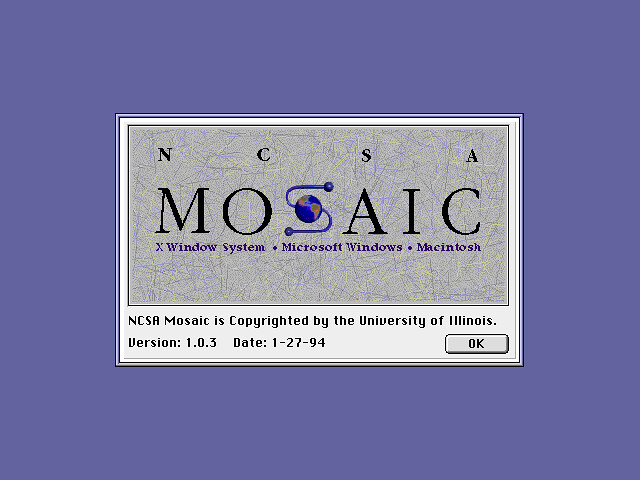 N C S A
MOSAIC
X Window System • Microsoft Windows • Macintosh
NCSA Mosaic is Copyrighted by the University of Illinois.
Version: 1.0.3 Date: 1-27-94
OK